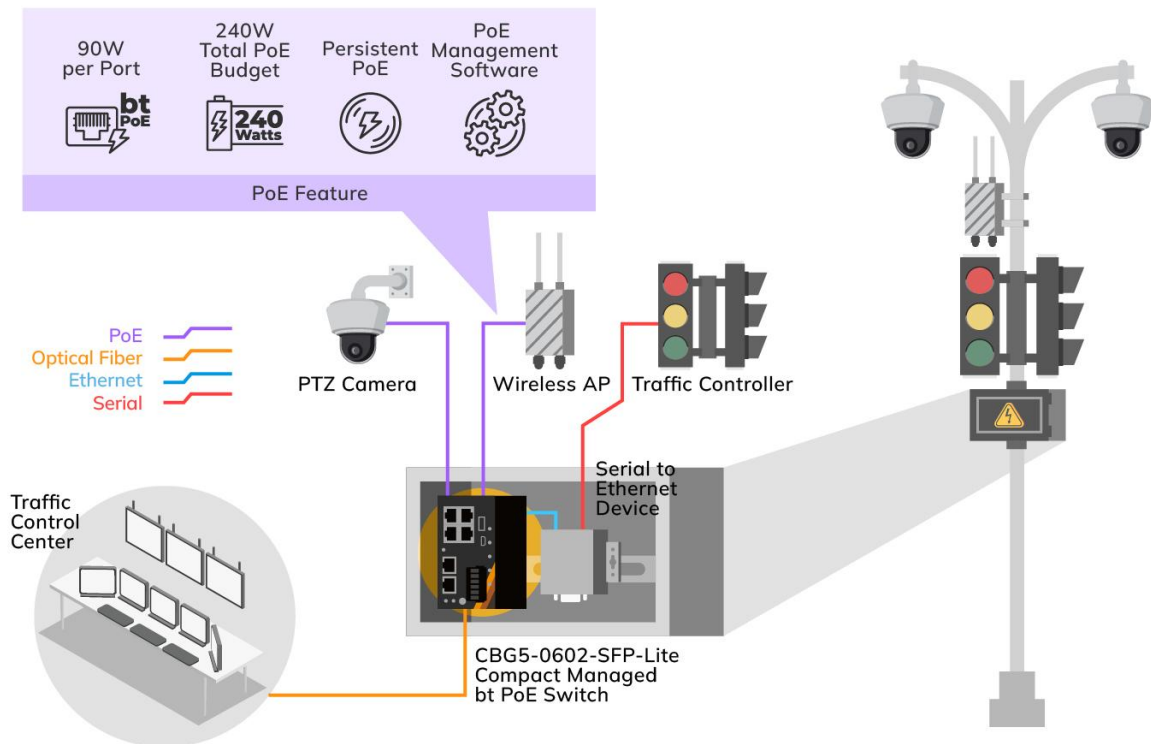 90W
per Port
240W
Total PoE
Budget
Persistent
PoE
PoE
Management
Software
bt
PoE
240
Watts
PoE Feature
PoE
Optical Fiber
Ethernet
Serial
PTZ Camera
Wireless AP
Traffic Controller
Serial to
Ethernet
Device
Traffic
Control
Center
CBG5-0602-SFP-Lite
Compact Managed
bt PoE Switch